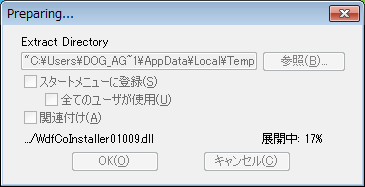 Preparing...
Extract Directory
"C:¥Users¥DOG_AG~1¥AppData¥Local¥Temp 参照(B)...
スタートメニューに登録(S)
全てのユーザが使用(U)
関連付け(A)
.../WdfCoInstaller01009.dll 展開中: 17%
OK(O) キャンセル(C)